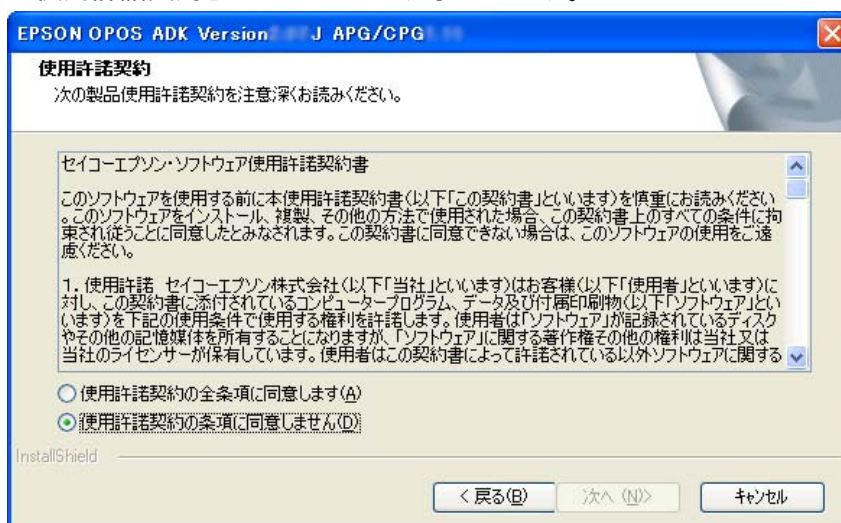 EPSON OPOS ADK Version J APG/CPG
使用許諾契約
次の製品使用許諾契約を注意深くお読みください。
セイコーエプソン・ソフトウェア使用許諾契約書
このソフトウェアを使用する前に本使用許諾契約書(以下「この契約書」といいます)を慎重にお読みください
。このソフトウェアをインストール、複製、その他の方法で使用された場合、この契約書上のすべての条件に拘
束され従うことに同意したとみなされます。この契約書に同意できない場合は、このソフトウェアの使用をご遠
慮ください。
1. 使用許諾 セイコーエプソン株式会社(以下「当社」といいます)はお客様(以下「使用者」といいます)に
対し、この契約書に添付されているコンピュータープログラム、データ及び付属印刷物(以下「ソフトウェア」とい
います)を下記の使用条件で使用する権利を許諾します。使用者は「ソフトウェア」が記録されているディスク
やその他の記憶媒体を所有することになりますが、「ソフトウェア」に関する著作権その他の権利は当社又は
当社のライセンサーが保有しています。使用者はこの契約書によって許諾されている以外ソフトウェアに関する
使用許諾契約の全条項に同意します(A)
使用許諾契約の条項に同意しません(D)
InstallShield
< 戻る(B) 次へ (N)> キャンセル